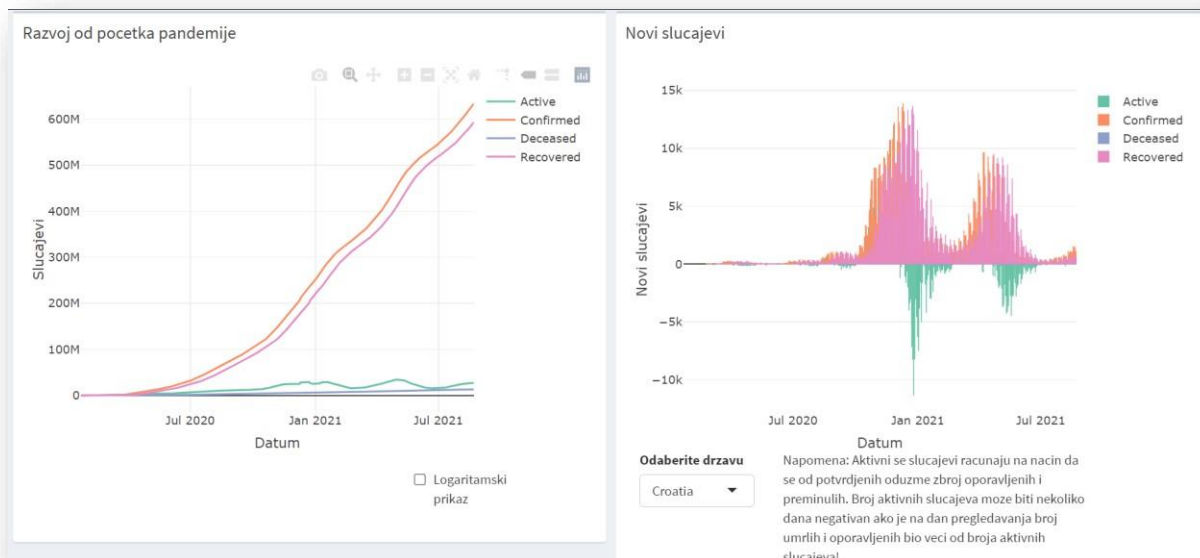 Razvoj od pocetka pandemije
600M
500M
400M
300M
200M
100M
0
Slucajevi
Jul 2020
Jan 2021
Jul 2021
Datum
Active
Confirmed
Deceased
Recovered
Logaritamski
prikaz
Novi slucajevi
15k
10k
5k
0
−5k
−10k
Novi slucajevi
Jul 2020
Jan 2021
Jul 2021
Datum
Active
Confirmed
Deceased
Recovered
Odaberite drzavu
Croatia
Napomena: Aktivni se slucajevi racunaju na nacin da
se od potvrdjenih oduzme zbroj oporavljenih i
preminulih. Broj aktivnih slucajeva moze biti nekoliko
dana negativan ako je na dan pregledavanja broj
umrlih i oporavljenih bio veci od broja aktivnih
slucajeva!